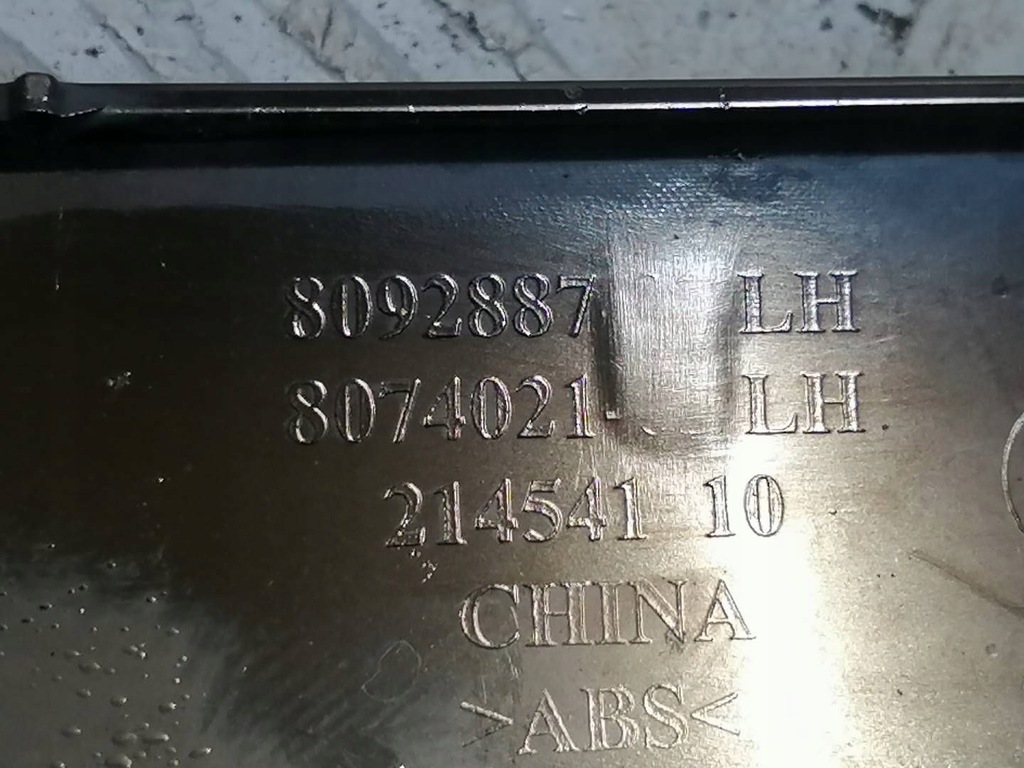 8092887 LH
8074021- LH
214541 10
CHINA
>ABS<